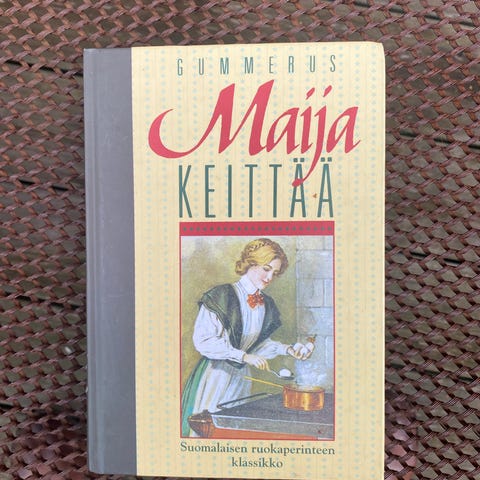 GUMMERUS
Maija
KEITTÄÄ
Suomalaisen ruokaperinteen
klassikko